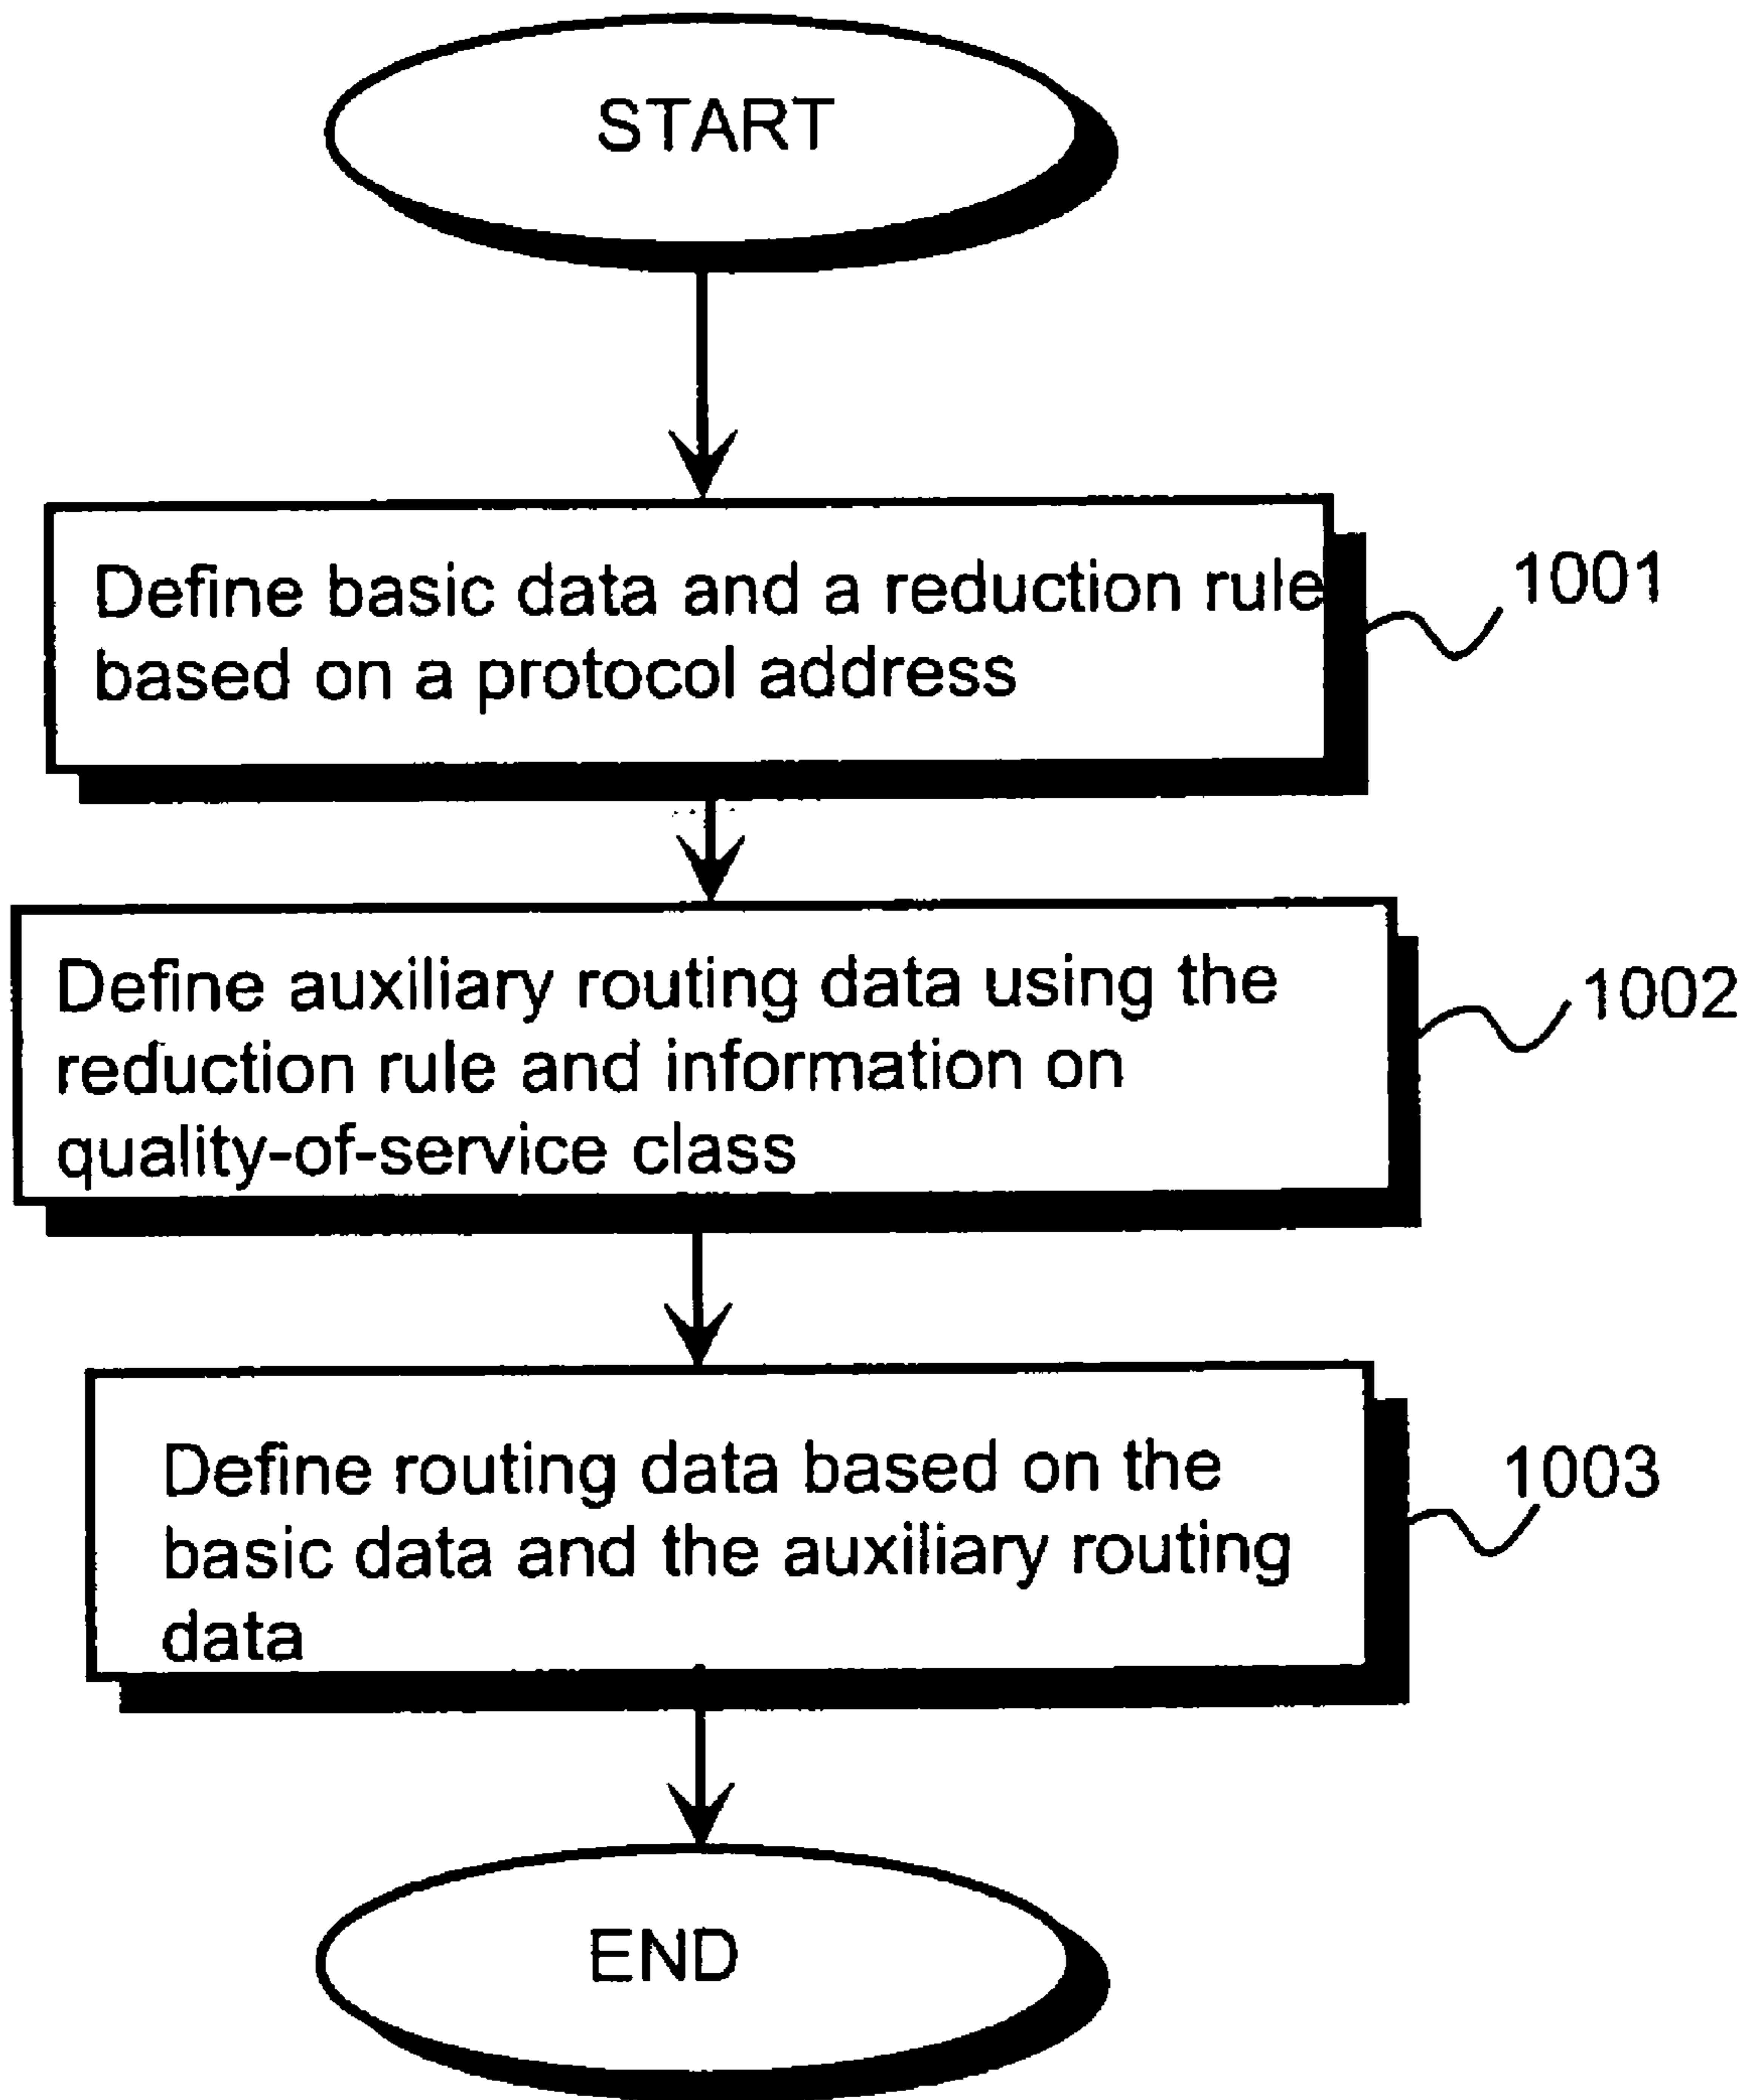 START
Define basic data and a reduction rule
based on a protocol address
1001
Define auxiliary routing data using the
reduction rule and information on
quality-of-service class
1002
Define routing data based on the
basic data and the auxiliary routing
data
1003
END